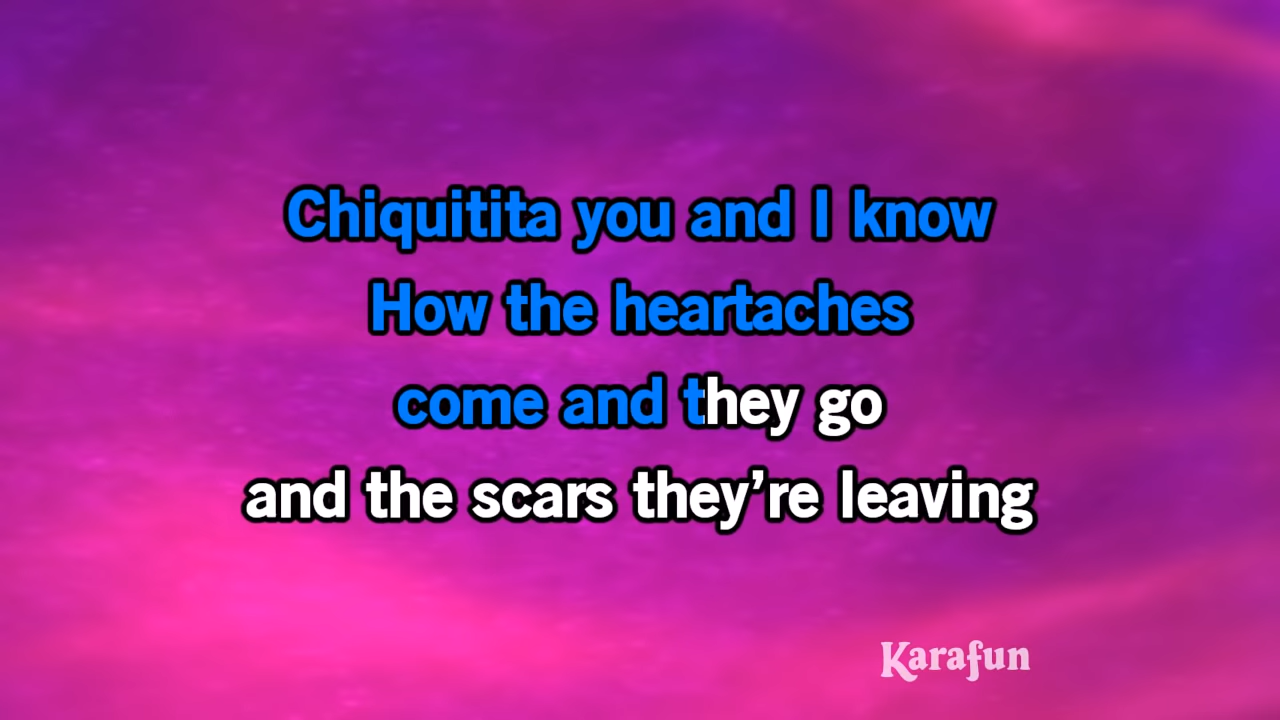 Chiquitita you and I know
How the heartaches
come and they go
and the scars they’re leaving
Karafun